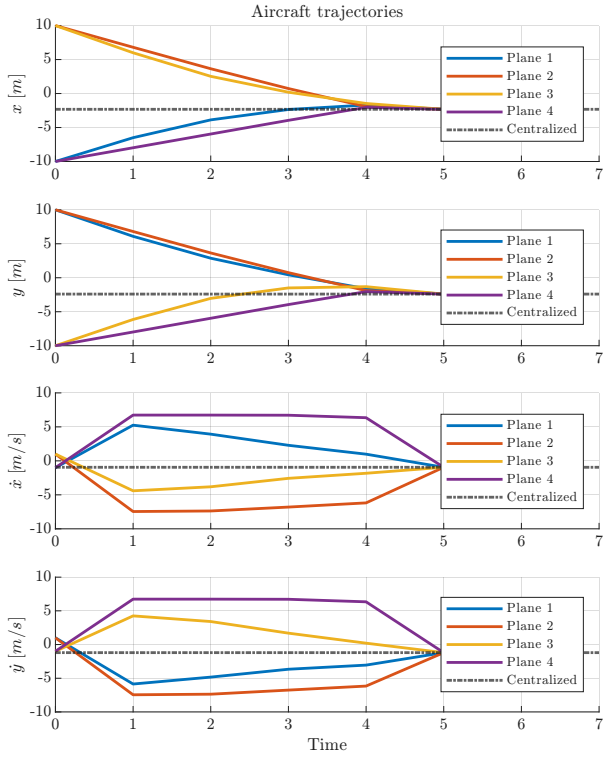 Aircraft trajectories
10
5
0
-5
-10
x [m]
0 1 2 3 4 5 6 7
Plane 1
Plane 2
Plane 3
Plane 4
Centralized
10
5
0
-5
-10
y [m]
0 1 2 3 4 5 6 7
Plane 1
Plane 2
Plane 3
Plane 4
Centralized
10
5
0
-5
-10
ẋ [m/s]
0 1 2 3 4 5 6 7
Plane 1
Plane 2
Plane 3
Plane 4
Centralized
10
5
0
-5
-10
ẏ [m/s]
0 1 2 3 4 5 6 7
Plane 1
Plane 2
Plane 3
Plane 4
Centralized
Time